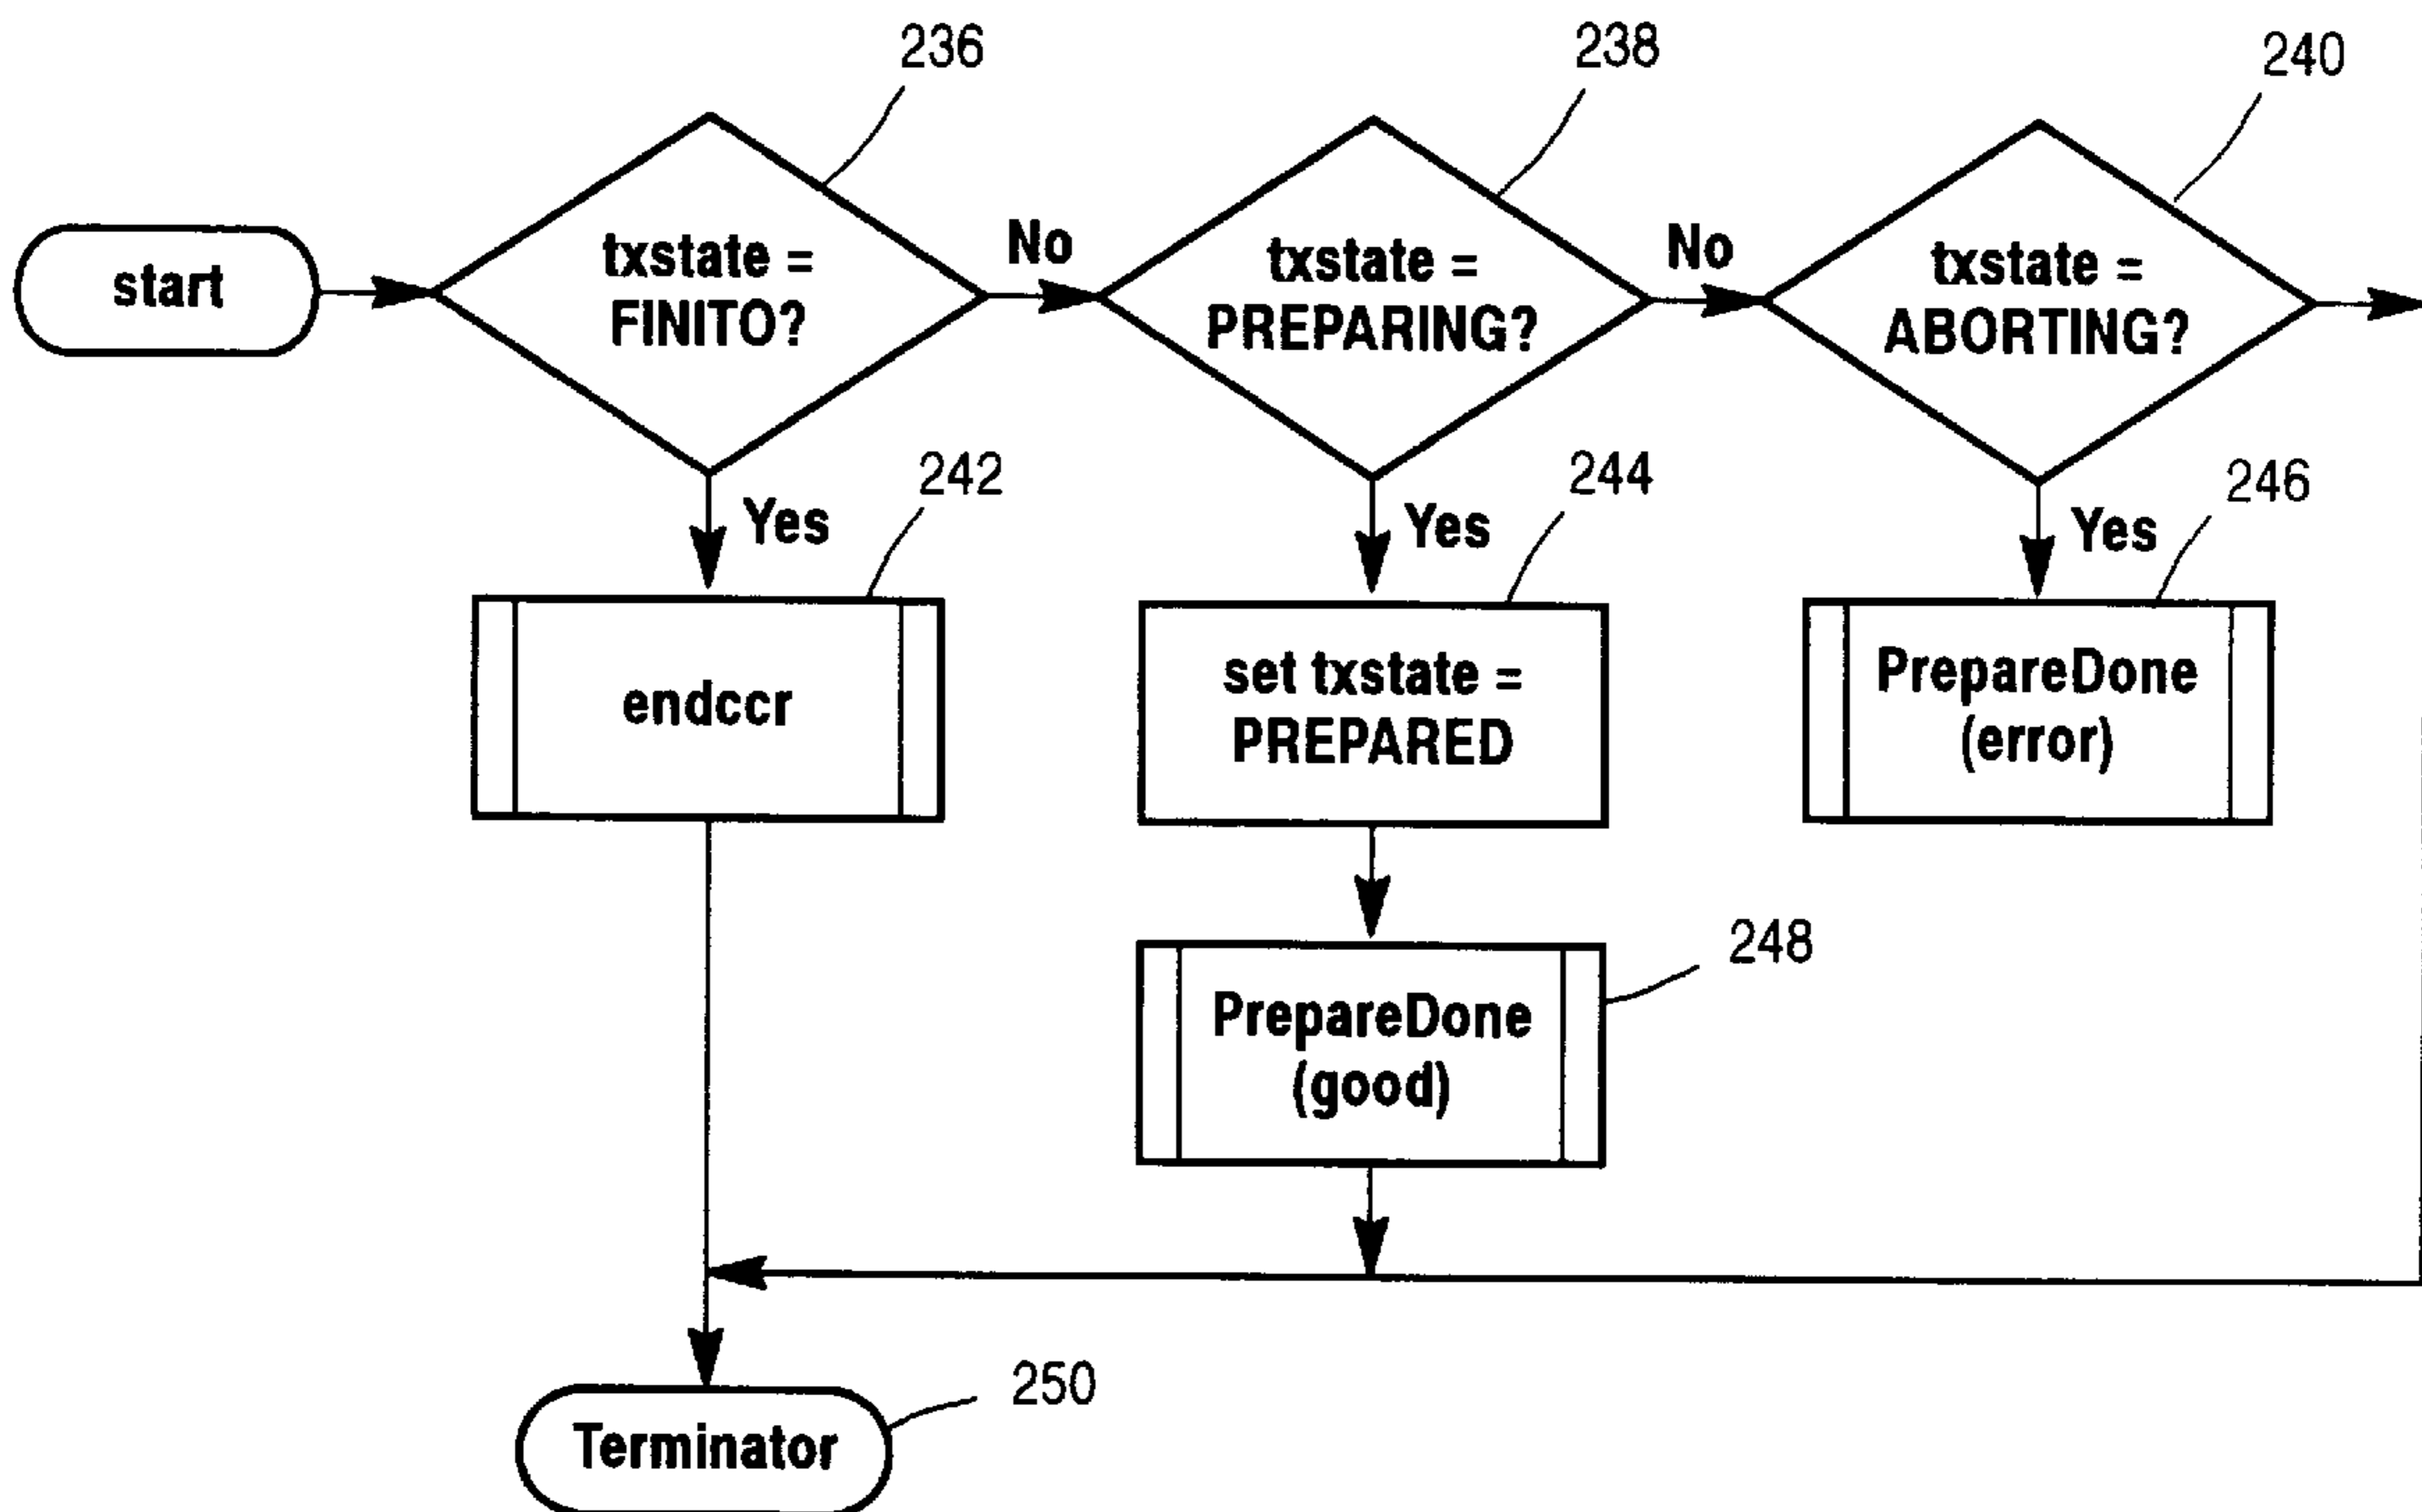 236
238
240
start
txstate =
FINITO?
No
txstate =
PREPARING?
No
txstate =
ABORTING?
Yes
242
Yes
244
Yes
246
endccr
set txstate =
PREPARED
PrepareDone
(error)
248
PrepareDone
(good)
250
Terminator